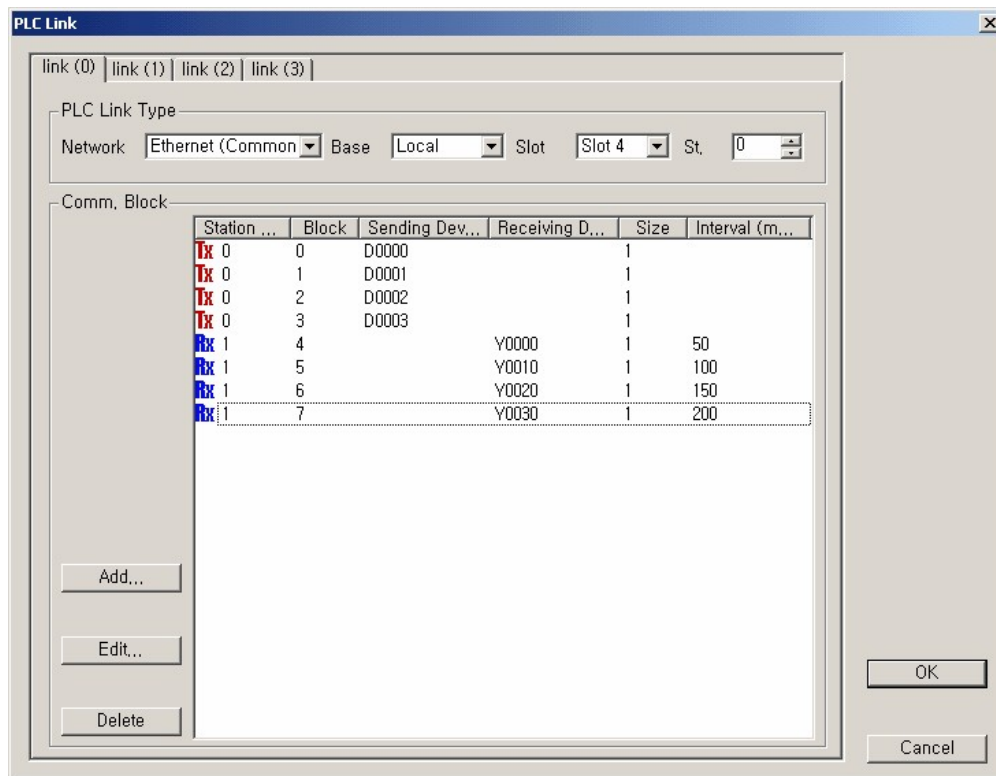 PLC Link
link (0) link (1) link (2) link (3)
PLC Link Type
Network Ethernet (Common Base Local Slot Slot 4 St, 0
Comm, Block
Station ... Block Sending Dev,,, Receiving D,,, Size Interval (m,,,
Tx 0 0 D0000 1
Tx 0 1 D0001 1
Tx 0 2 D0002 1
Tx 0 3 D0003 1
Rx 1 4 Y0000 1 50
Rx 1 5 Y0010 1 100
Rx 1 6 Y0020 1 150
Rx 1 7 Y0030 1 200
Add,,,
Edit,,,
OK
Delete
Cancel